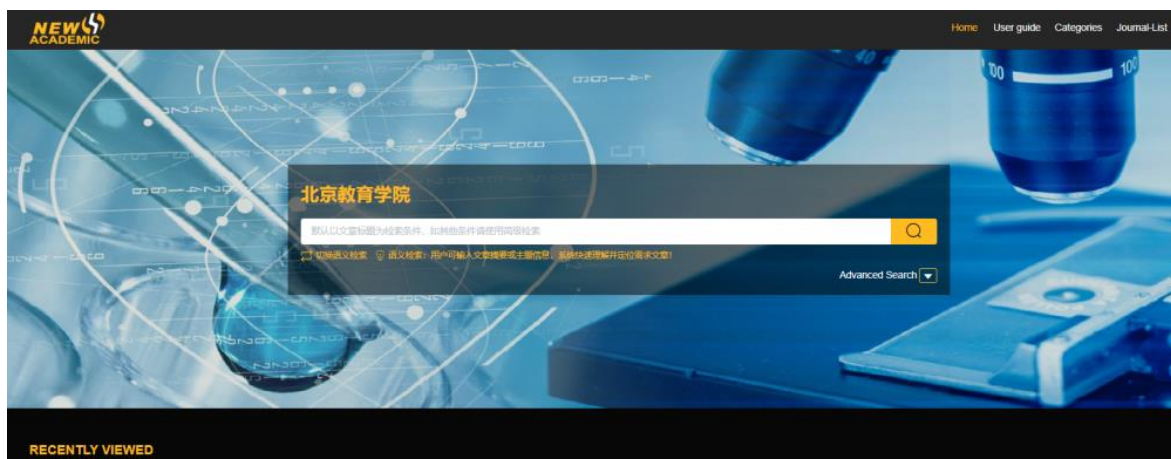 NEW
ACADEMIC
Home User guide Categories Journal-List
40
100
100
北京教育学院
默认以文章标题为检索条件，如其他条件请使用高级检索
切换语义检索 语义检索：用户可输入文章摘要或主题信息，系统快速理解并定位需求文章！
Advanced Search
RECENTLY VIEWED